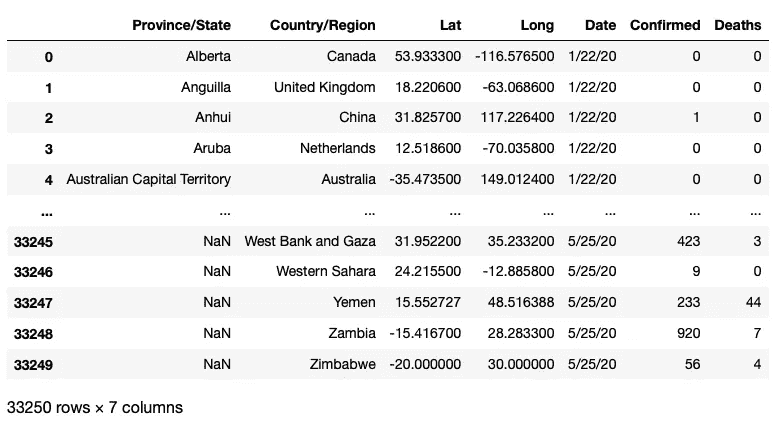 Province/State Country/Region Lat Long Date Confirmed Deaths
0 Alberta Canada 53.933300 -116.576500 1/22/20 0 0
1 Anguilla United Kingdom 18.220600 -63.068600 1/22/20 0 0
2 Anhui China 31.825700 117.226400 1/22/20 1 0
3 Aruba Netherlands 12.518600 -70.035800 1/22/20 0 0
4 Australian Capital Territory Australia -35.473500 149.012400 1/22/20 0 0
... ... ... ... ... ... ... ...
33245 NaN West Bank and Gaza 31.952200 35.233200 5/25/20 423 3
33246 NaN Western Sahara 24.215500 -12.885800 5/25/20 9 0
33247 NaN Yemen 15.552727 48.516388 5/25/20 233 44
33248 NaN Zambia -15.416700 28.283300 5/25/20 920 7
33249 NaN Zimbabwe -20.000000 30.000000 5/25/20 56 4
33250 rows × 7 columns